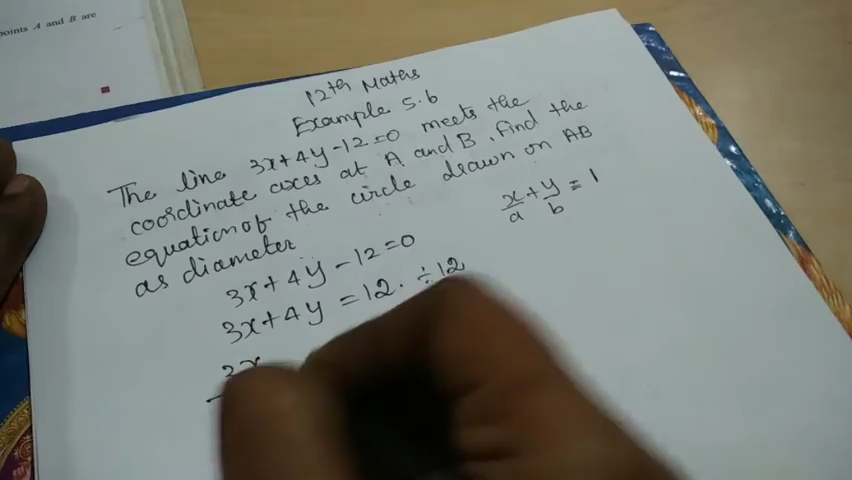 points A and B are
12th Maths
Example 5.6
The line 3x+4y-12=0 meets the
coordinate axes at A and B. Find the
equation of the circle drawn on AB
as diameter
x/a + y/b = 1
3x+4y-12=0
3x+4y = 12. ÷12
3x